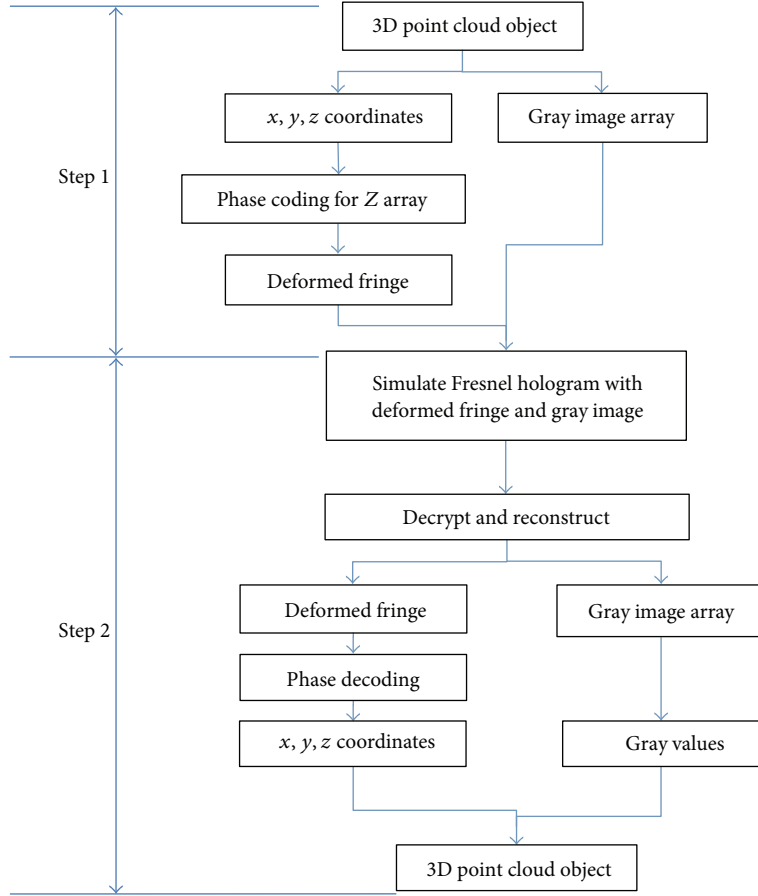 3D point cloud object
x, y, z coordinates
Gray image array
Step 1
Phase coding for Z array
Deformed fringe
Simulate Fresnel hologram with
deformed fringe and gray image
Decrypt and reconstruct
Deformed fringe
Gray image array
Step 2
Phase decoding
x, y, z coordinates
Gray values
3D point cloud object